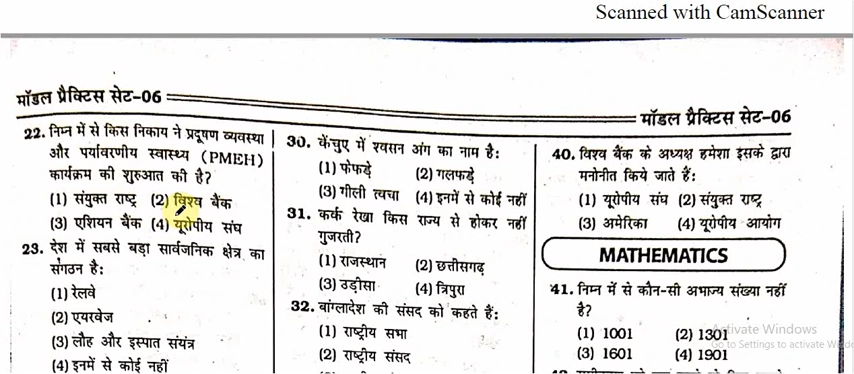 Scanned with CamScanner
मॉडल प्रैक्टिस सेट-06
मॉडल प्रैक्टिस सेट-06
22. निम्न में से किस निकाय ने प्रदूषण व्यवस्था
और पर्यावरणीय स्वास्थ्य (PMEH)
कार्यक्रम की शुरुआत की है?
(1) संयुक्त राष्ट्र (2) विश्व बैंक
(3) एशियन बैंक (4) यूरोपीय संघ
23. देश में सबसे बड़ा सार्वजनिक क्षेत्र का
संगठन है:
(1) रेलवे
(2) एयरवेज
(3) लौह और इस्पात संयंत्र
(4) इनमें से कोई नहीं
30. केंचुए में श्वसन अंग का नाम है:
(1) फेफड़े (2) गलफड़े
(3) गीली त्वचा (4) इनमें से कोई नहीं
31. कर्क रेखा किस राज्य से होकर नहीं
गुजरती?
(1) राजस्थान (2) छत्तीसगढ़
(3) उड़ीसा (4) त्रिपुरा
32. बांग्लादेश की संसद को कहते हैं:
(1) राष्ट्रीय सभा
(2) राष्ट्रीय संसद
40. विश्व बैंक के अध्यक्ष हमेशा इसके द्वारा
मनोनीत किये जाते हैं:
(1) यूरोपीय संघ (2) संयुक्त राष्ट्र
(3) अमेरिका (4) यूरोपीय आयोग
MATHEMATICS
41. निम्न में से कौन-सी अभाज्य संख्या नहीं
है?
(1) 1001 (2) 1301
(3) 1601 (4) 1901
Activate Windows
Go to Settings to activate